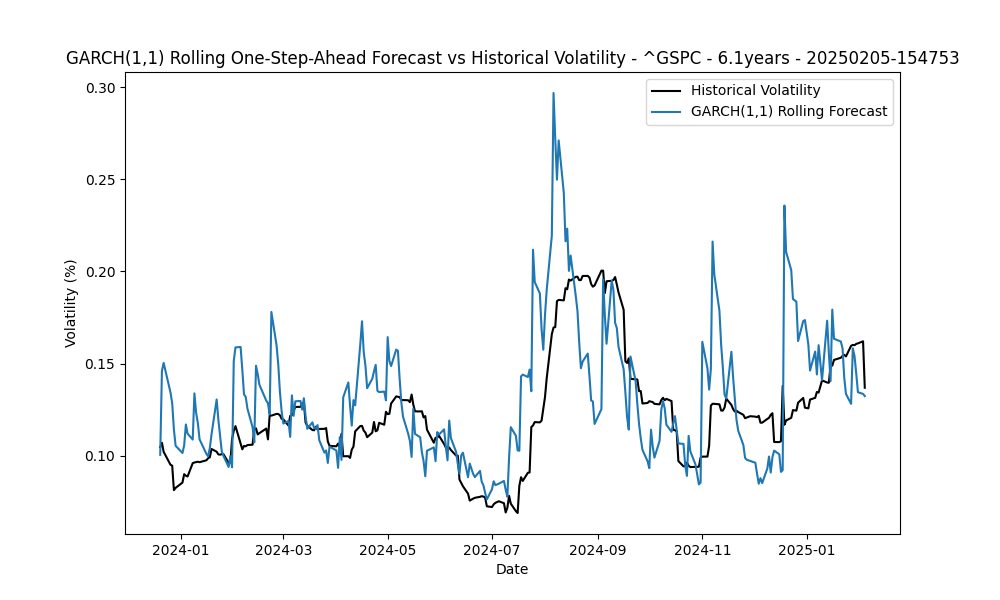 GARCH(1,1) Rolling One-Step-Ahead Forecast vs Historical Volatility - ^GSPC - 6.1years - 20250205-154753
Historical Volatility
GARCH(1,1) Rolling Forecast
0.30
0.25
0.20
0.15
0.10
Volatility (%)
2024-01
2024-03
2024-05
2024-07
2024-09
2024-11
2025-01
Date